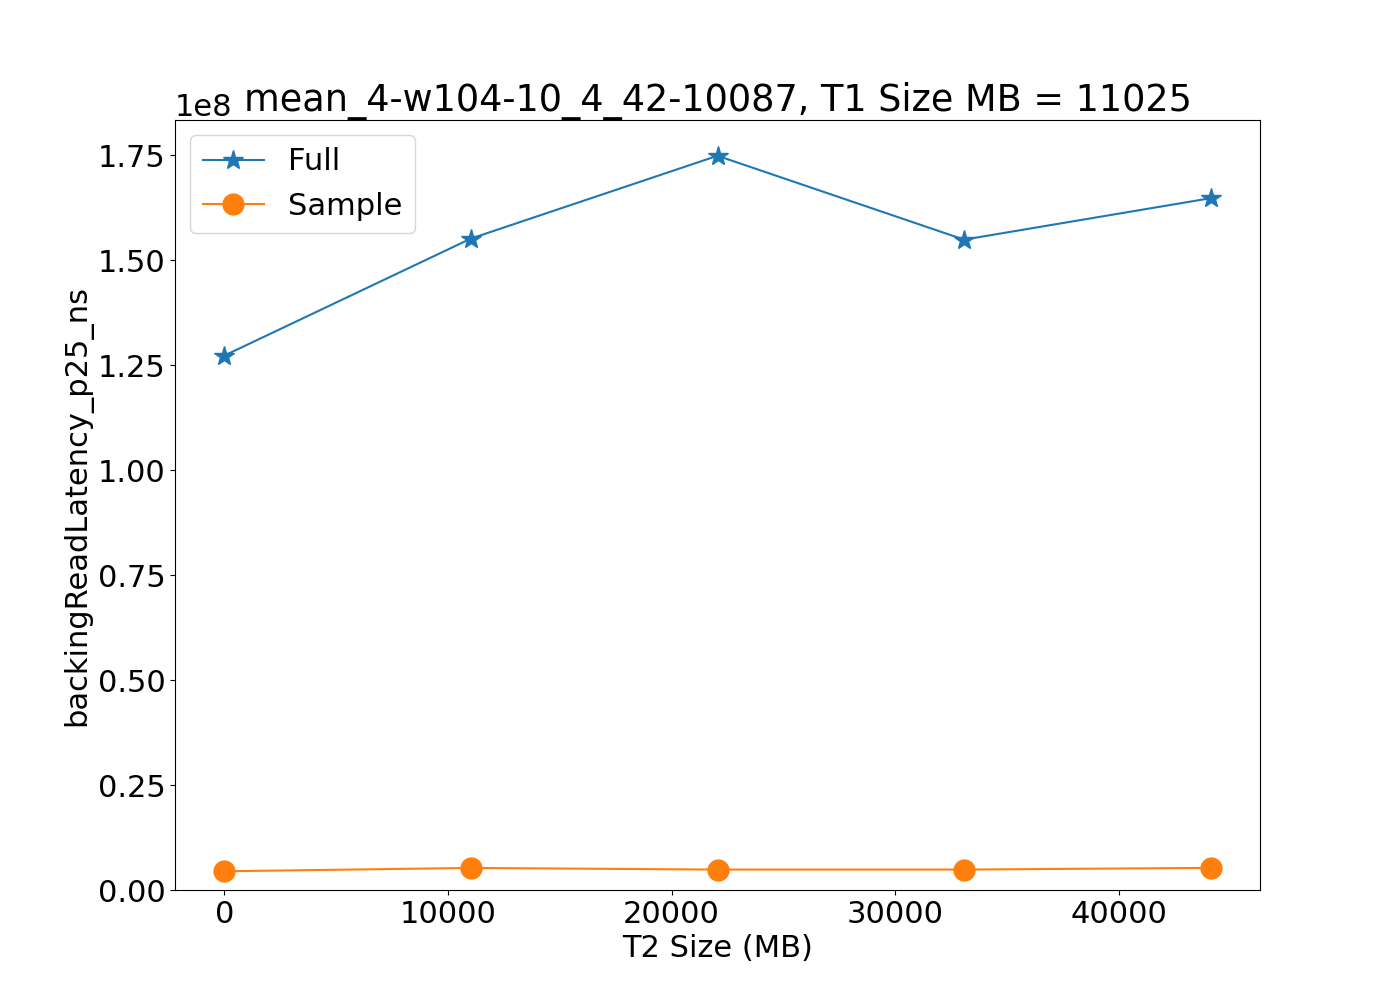 1e8 mean_4-w104-10_4_42-10087, T1 Size MB = 11025
Full
Sample
backingReadLatency_p25_ns
1.75
1.50
1.25
1.00
0.75
0.50
0.25
0.00
0 10000 20000 30000 40000
T2 Size (MB)